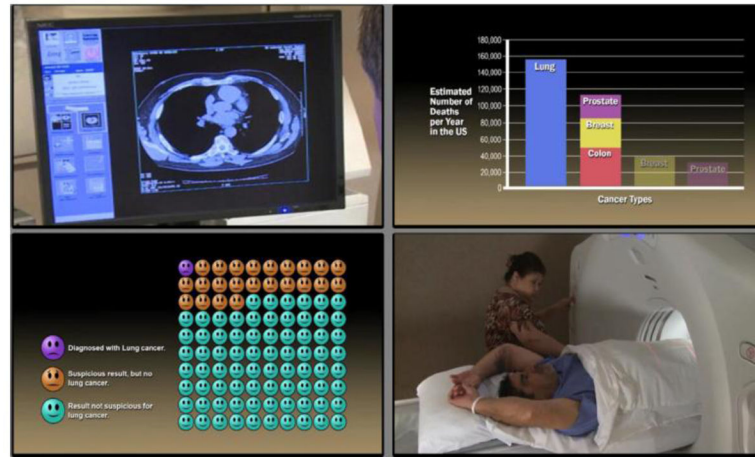 NEC
180,000
160,000
140,000
120,000
100,000
80,000
60,000
40,000
20,000
0
Estimated
Number of
Deaths
per Year
in the US
Lung
Prostate
Breast
Colon
Breast
Prostate
Cancer Types
Diagnosed with Lung cancer.
Suspicious result, but no
lung cancer.
Result not suspicious for
lung cancer.